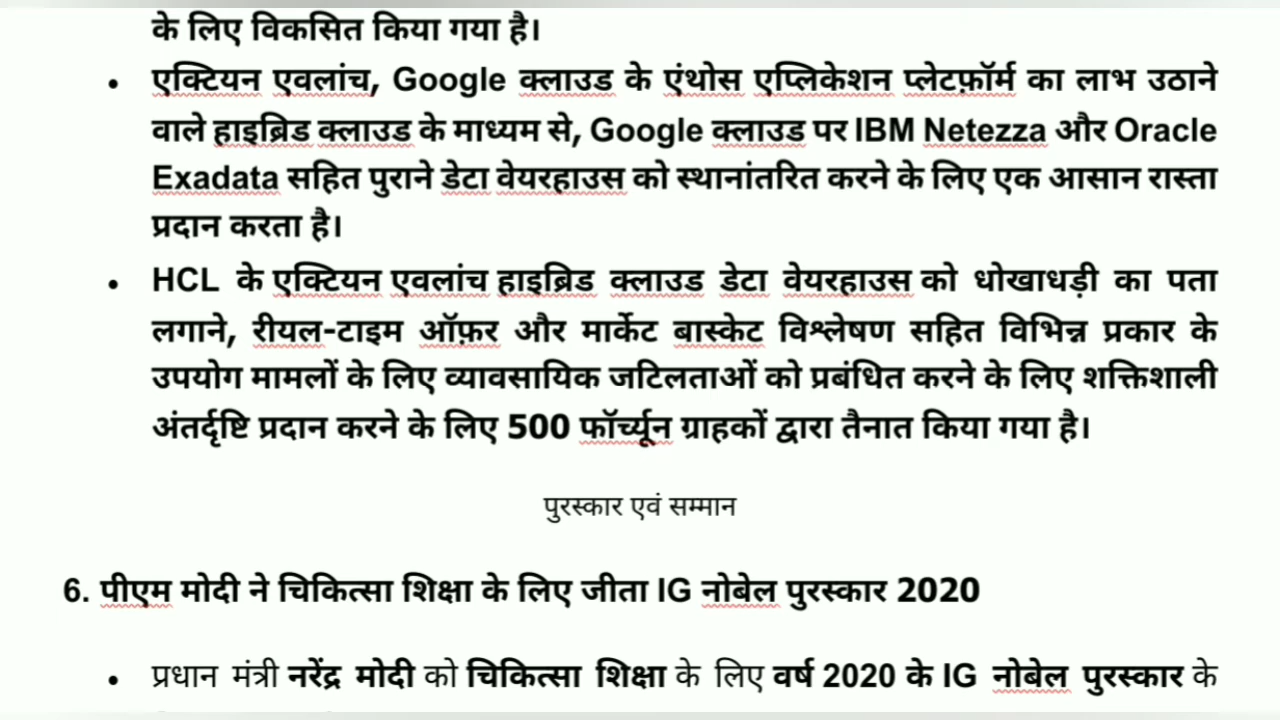 के लिए विकसित किया गया है।
• एक्टियन एवलांच, Google क्लाउड के एंथोस एप्लिकेशन प्लेटफ़ॉर्म का लाभ उठाने
वाले हाइब्रिड क्लाउड के माध्यम से, Google क्लाउड पर IBM Netezza और Oracle
Exadata सहित पुराने डेटा वेयरहाउस को स्थानांतरित करने के लिए एक आसान रास्ता
प्रदान करता है।
• HCL के एक्टियन एवलांच हाइब्रिड क्लाउड डेटा वेयरहाउस को धोखाधड़ी का पता
लगाने, रीयल-टाइम ऑफ़र और मार्केट बास्केट विश्लेषण सहित विभिन्न प्रकार के
उपयोग मामलों के लिए व्यावसायिक जटिलताओं को प्रबंधित करने के लिए शक्तिशाली
अंतर्दृष्टि प्रदान करने के लिए 500 फॉर्च्यून ग्राहकों द्वारा तैनात किया गया है।
पुरस्कार एवं सम्मान
6. पीएम मोदी ने चिकित्सा शिक्षा के लिए जीता IG नोबेल पुरस्कार 2020
• प्रधान मंत्री नरेंद्र मोदी को चिकित्सा शिक्षा के लिए वर्ष 2020 के IG नोबेल पुरस्कार के